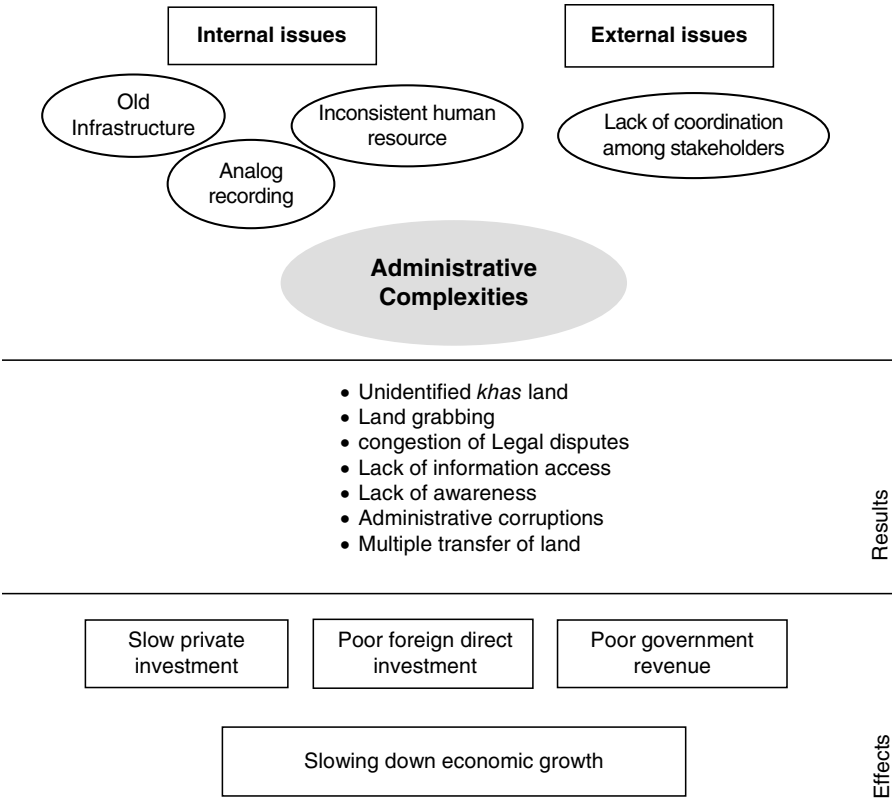 Internal issues
External issues
Old
Infrastructure
Inconsistent human
resource
Analog
recording
Lack of coordination
among stakeholders
Administrative
Complexities
• Unidentified khas land
• Land grabbing
• congestion of Legal disputes
• Lack of information access
• Lack of awareness
• Administrative corruptions
• Multiple transfer of land
Results
Slow private
investment
Poor foreign direct
investment
Poor government
revenue
Slowing down economic growth
Effects